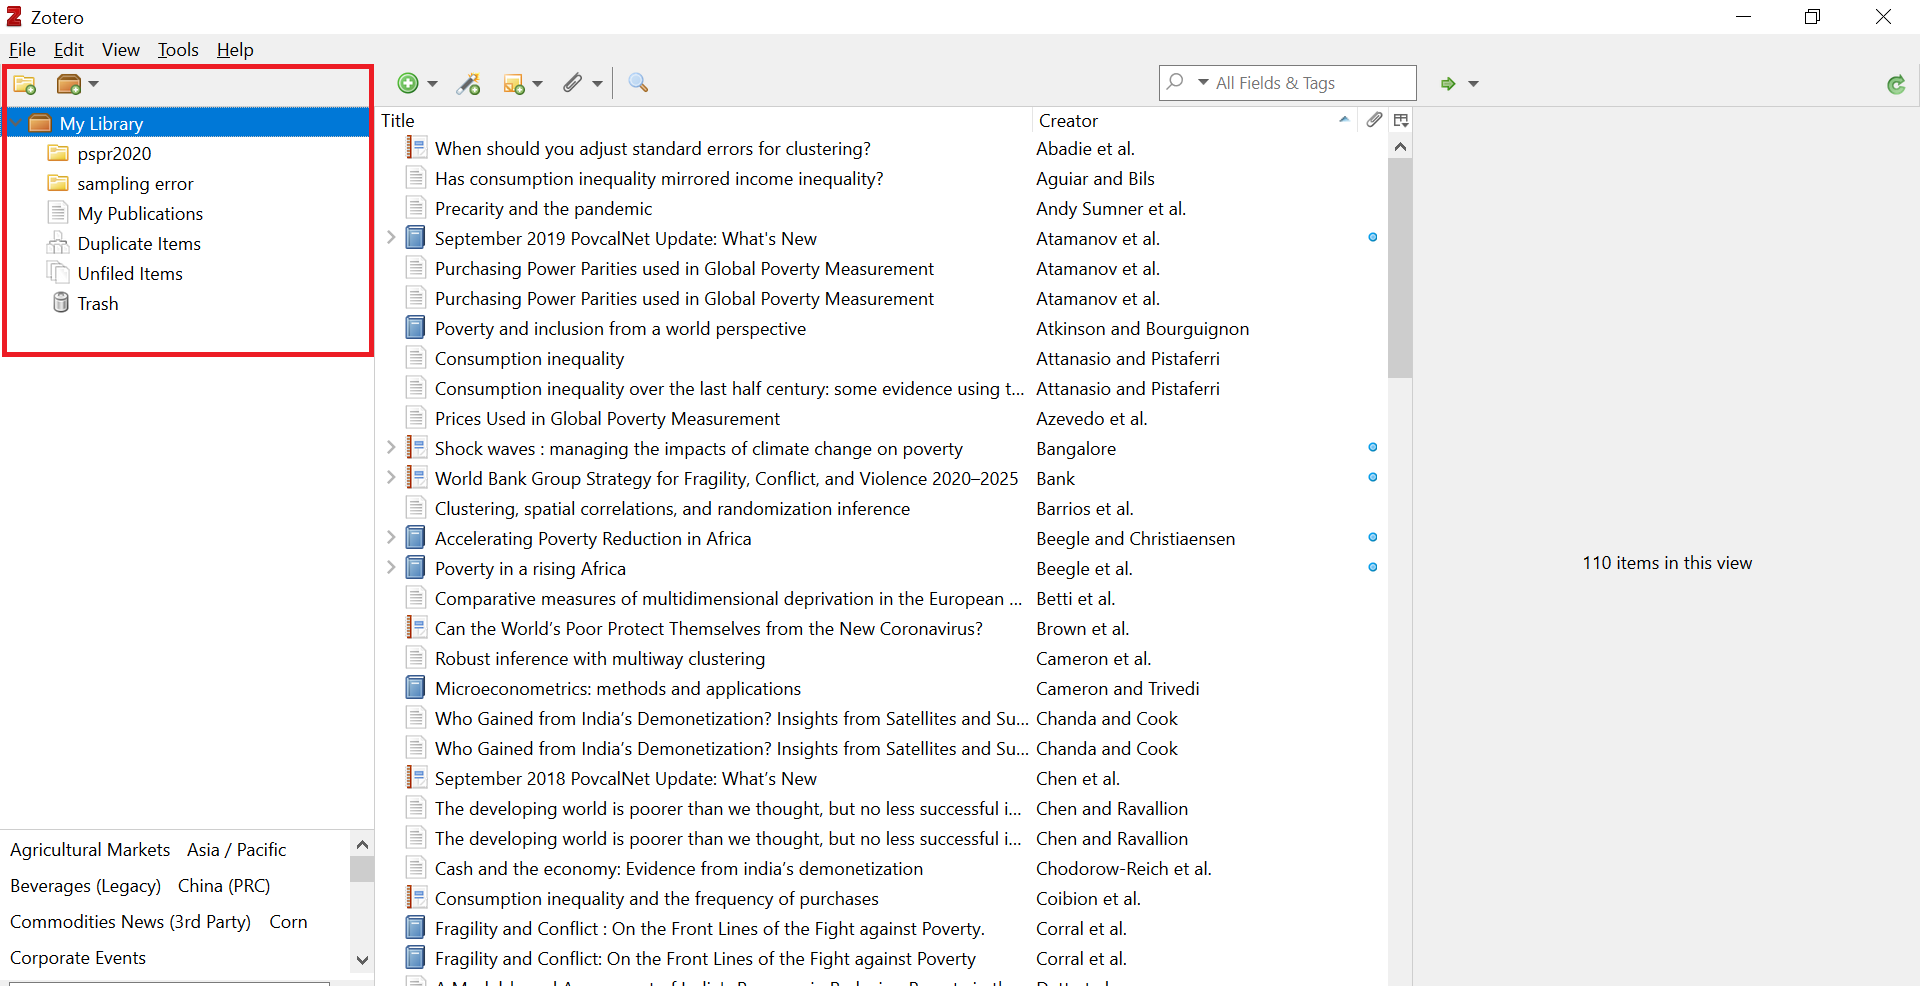 Zotero
File Edit View Tools Help
All Fields & Tags
My Library
pspr2020
sampling error
My Publications
Duplicate Items
Unfiled Items
Trash
Agricultural Markets Asia / Pacific
Beverages (Legacy) China (PRC)
Commodities News (3rd Party) Corn
Corporate Events
Title Creator
When should you adjust standard errors for clustering? Abadie et al.
Has consumption inequality mirrored income inequality? Aguiar and Bils
Precarity and the pandemic Andy Sumner et al.
September 2019 PovcalNet Update: What's New Atamanov et al.
Purchasing Power Parities used in Global Poverty Measurement Atamanov et al.
Purchasing Power Parities used in Global Poverty Measurement Atamanov et al.
Poverty and inclusion from a world perspective Atkinson and Bourguignon
Consumption inequality Attanasio and Pistaferri
Consumption inequality over the last half century: some evidence using t... Attanasio and Pistaferri
Prices Used in Global Poverty Measurement Azevedo et al.
Shock waves : managing the impacts of climate change on poverty Bangalore
World Bank Group Strategy for Fragility, Conflict, and Violence 2020–2025 Bank
Clustering, spatial correlations, and randomization inference Barrios et al.
Accelerating Poverty Reduction in Africa Beegle and Christiaensen
Poverty in a rising Africa Beegle et al.
Comparative measures of multidimensional deprivation in the European ... Betti et al.
Can the World’s Poor Protect Themselves from the New Coronavirus? Brown et al.
Robust inference with multiway clustering Cameron et al.
Microeconometrics: methods and applications Cameron and Trivedi
Who Gained from India’s Demonetization? Insights from Satellites and Su... Chanda and Cook
Who Gained from India’s Demonetization? Insights from Satellites and Su... Chanda and Cook
September 2018 PovcalNet Update: What’s New Chen et al.
The developing world is poorer than we thought, but no less successful i... Chen and Ravallion
The developing world is poorer than we thought, but no less successful i... Chen and Ravallion
Cash and the economy: Evidence from india’s demonetization Chodorow-Reich et al.
Consumption inequality and the frequency of purchases Coibion et al.
Fragility and Conflict : On the Front Lines of the Fight against Poverty. Corral et al.
Fragility and Conflict: On the Front Lines of the Fight against Poverty Corral et al.
110 items in this view